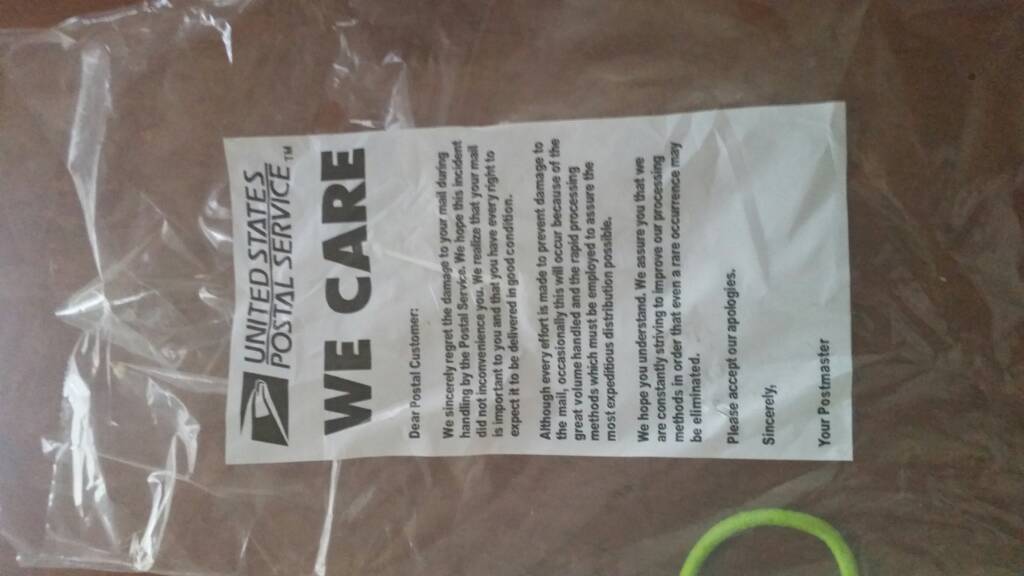 UNITED STATES
POSTAL SERVICE™
WE CARE
Dear Postal Customer:
We sincerely regret the damage to your mail during
handling by the Postal Service. We hope this incident
did not inconvenience you. We realize that your mail
is important to you and that you have every right to
expect it to be delivered in good condition.
Although every effort is made to prevent damage to
the mail, occasionally this will occur because of the
great volume handled and the rapid processing
methods which must be employed to assure the
most expeditious distribution possible.
We hope you understand. We assure you that we
are constantly striving to improve our processing
methods in order that even a rare occurrence may
be eliminated.
Please accept our apologies.
Sincerely,
Your Postmaster